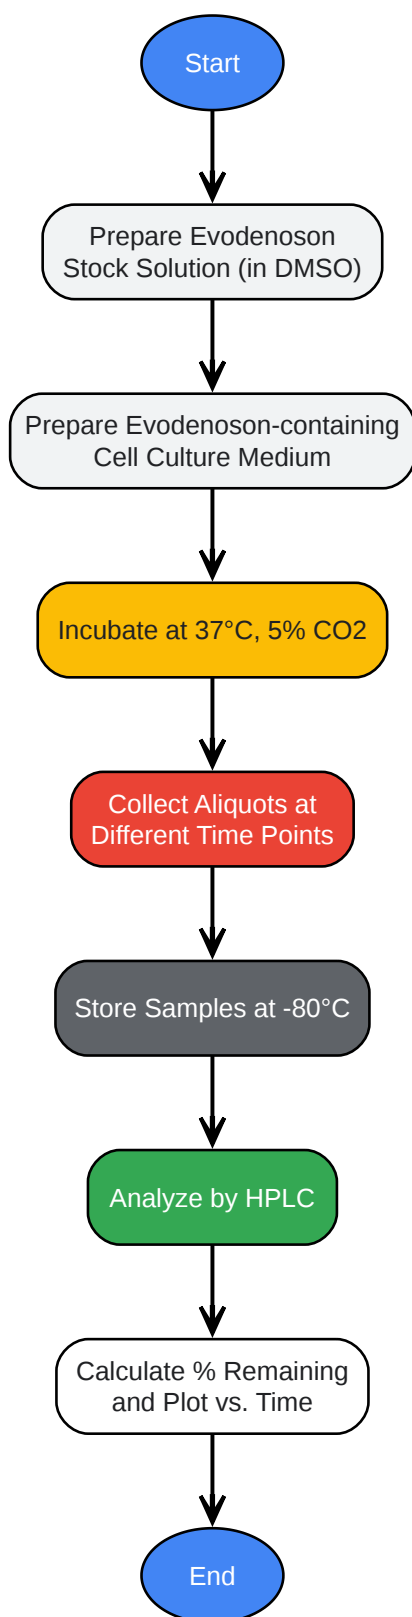 Start
Prepare Evodenoson
Stock Solution (in DMSO)
Prepare Evodenoson-containing
Cell Culture Medium
Incubate at 37°C, 5% CO2
Collect Aliquots at
Different Time Points
Store Samples at -80°C
Analyze by HPLC
Calculate % Remaining
and Plot vs. Time
End